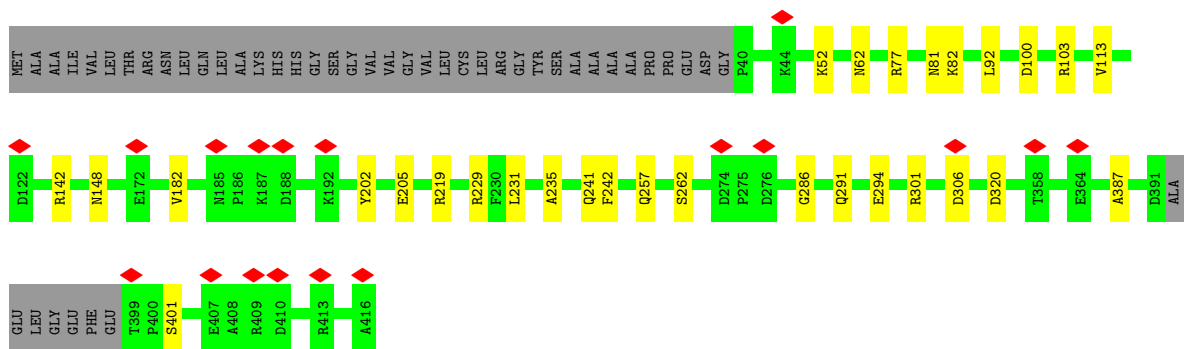 MET ALA ALA ILE VAL LEU THR ARG ASN LEU GLN LEU ALA LYS HIS HIS GLY SER GLY VAL VAL GLY VAL LEU CYS LEU ARG GLY TYR SER ALA ALA ALA ALA PRO PRO GLU ASP GLY P40 K44 K52 N62 R77 N81 K82 L92 D100 R103 V113
D122 R142 N148 E172 V182 N185 P186 K187 D188 K192 Y202 E205 R219 R229 F230 L231 A235 Q241 F242 Q257 S262 D274 P275 D276 G286 Q291 E294 R301 D306 D320 T358 E364 A387 D391 ALA
GLU LEU GLY GLU PHE GLU T399 P400 S401 E407 A408 R409 D410 R413 A416